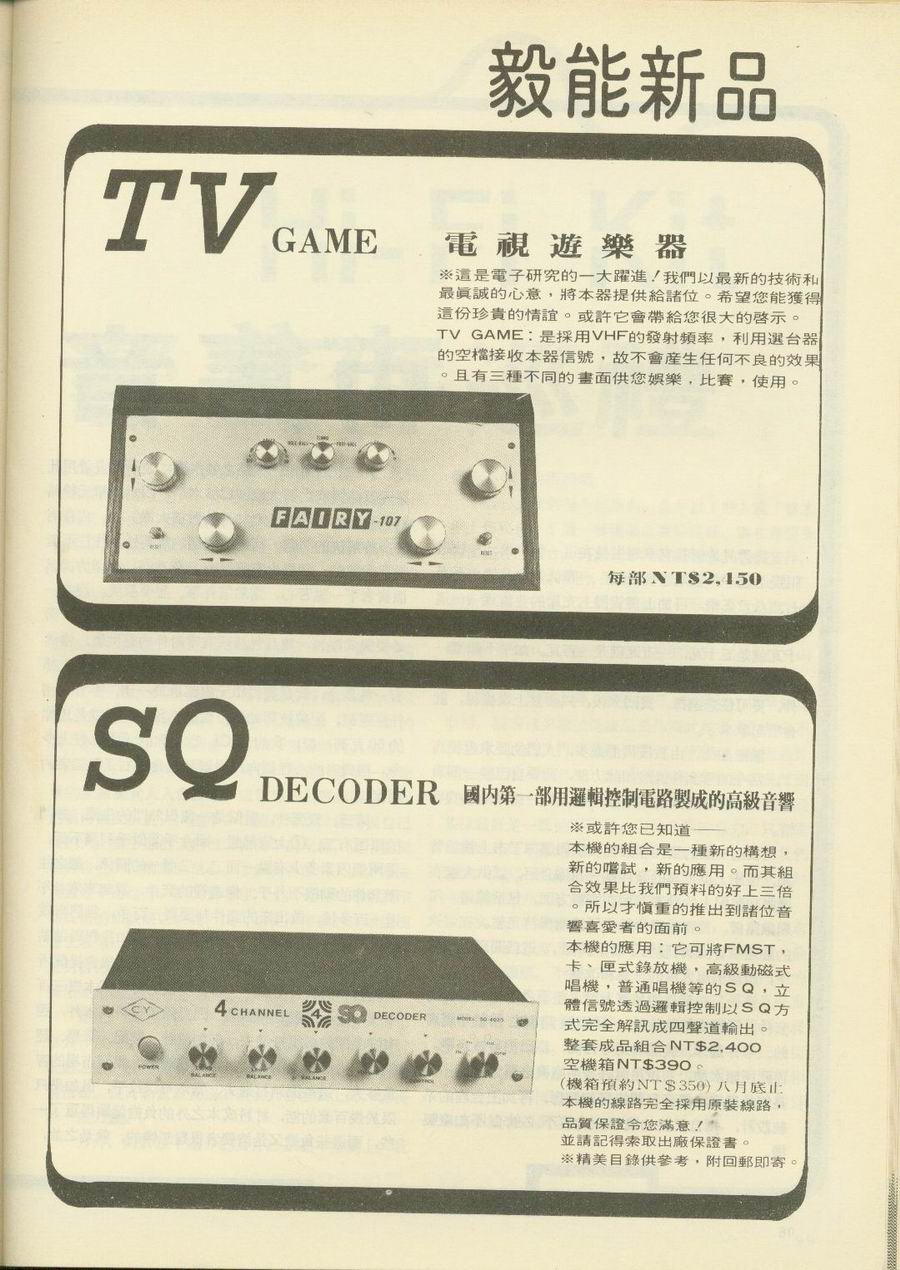 毅能新品
TV GAME
電視遊樂器
※這是電子研究的一大躍進！我們以最新的技術和
最眞誠的心意，將本器提供給諸位。希望您能獲得
這份珍貴的情誼。或許它會帶給您很大的啓示。
TV GAME：是採用VHF的發射頻率，利用選台器
的空檔接收本器信號，故不會産生任何不良的效果
。且有三種不同的畫面供您娛樂，比賽，使用。
FAIRY-107
RESET
RESET
每部 NT$2,150
SQ DECODER
國内第一部用邏輯控制電路製成的高級音響
※或許您已知道——
本機的組合是一種新的構想，
新的嚐試，新的應用。而其組
合效果比我們預料的好上三倍
。所以才愼重的推出到諸位音
響喜愛者的面前。
本機的應用：它可將FMST，
卡、匣式錄放機，高級動磁式
唱機，普通唱機等的SQ，立
體信號透過邏輯控制以SQ方
式完全解訊成四聲道輸出。
整套成品組合NT$2,400
空機箱NT$390。
(機箱預約NT$350)八月底止
本機的線路完全採用原裝線路，
品質保證令您滿意！
並請記得索取出廠保證書。
※精美目錄供參考，附回郵即寄。
CY
4 CHANNEL 4 SQ DECODER
POWER
BALANCE
BALANCE
BALANCE
CONTROL